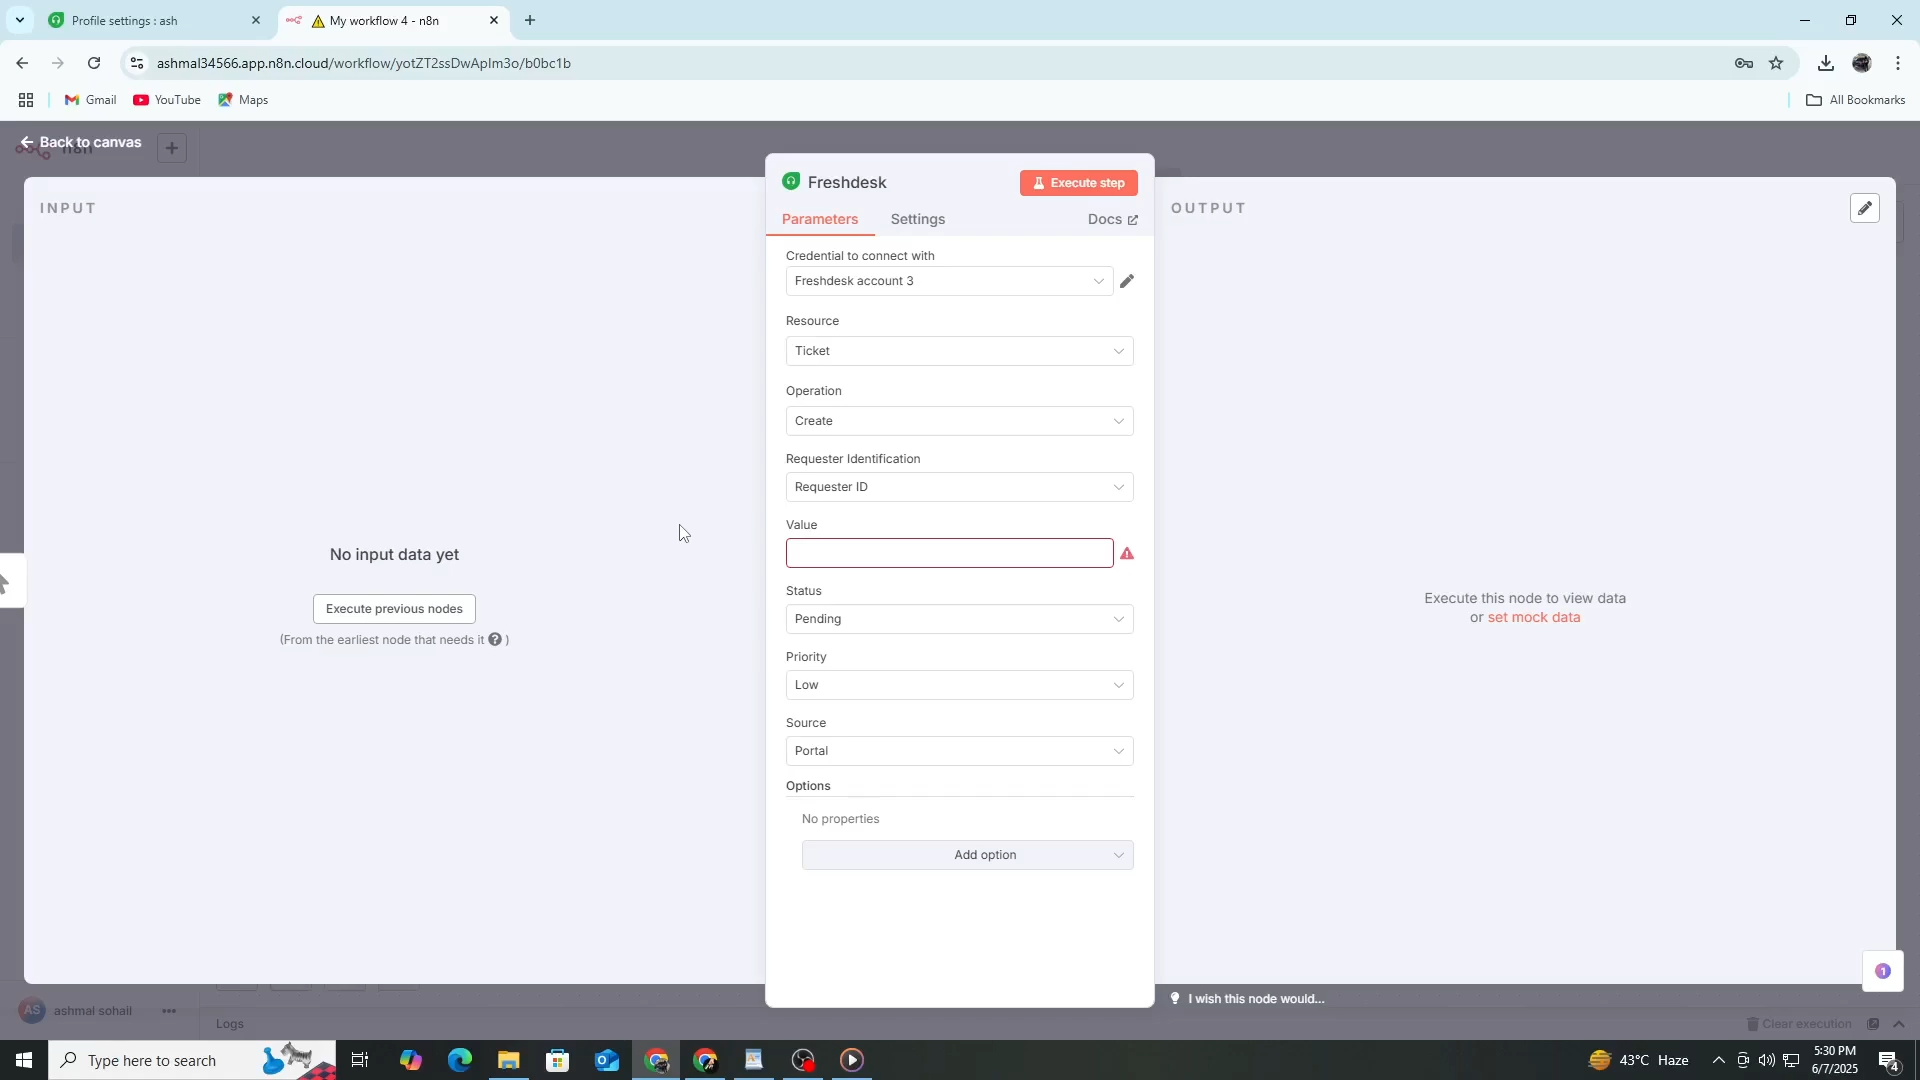 Profile settings : ash
My workflow 4 - n8n
ashmal34566.app.n8n.cloud/workflow/yotZT2ssDwApIm3o/b0bc1b
Gmail
YouTube
Maps
All Bookmarks
Back to canvas
n8n
INPUT
Freshdesk
Execute step
OUTPUT
Parameters
Settings
Docs
Credential to connect with
Freshdesk account 3
Resource
Ticket
Operation
Create
Requester Identification
Requester ID
Value
No input data yet
Execute previous nodes
(From the earliest node that needs it ? )
Status
Pending
Execute this node to view data
or set mock data
Priority
Low
Source
Portal
Options
No properties
Add option
1
I wish this node would...
AS
ashmal sohail
Logs
Clear execution
Type here to search
43°C Haze
5:30 PM
6/7/2025
4